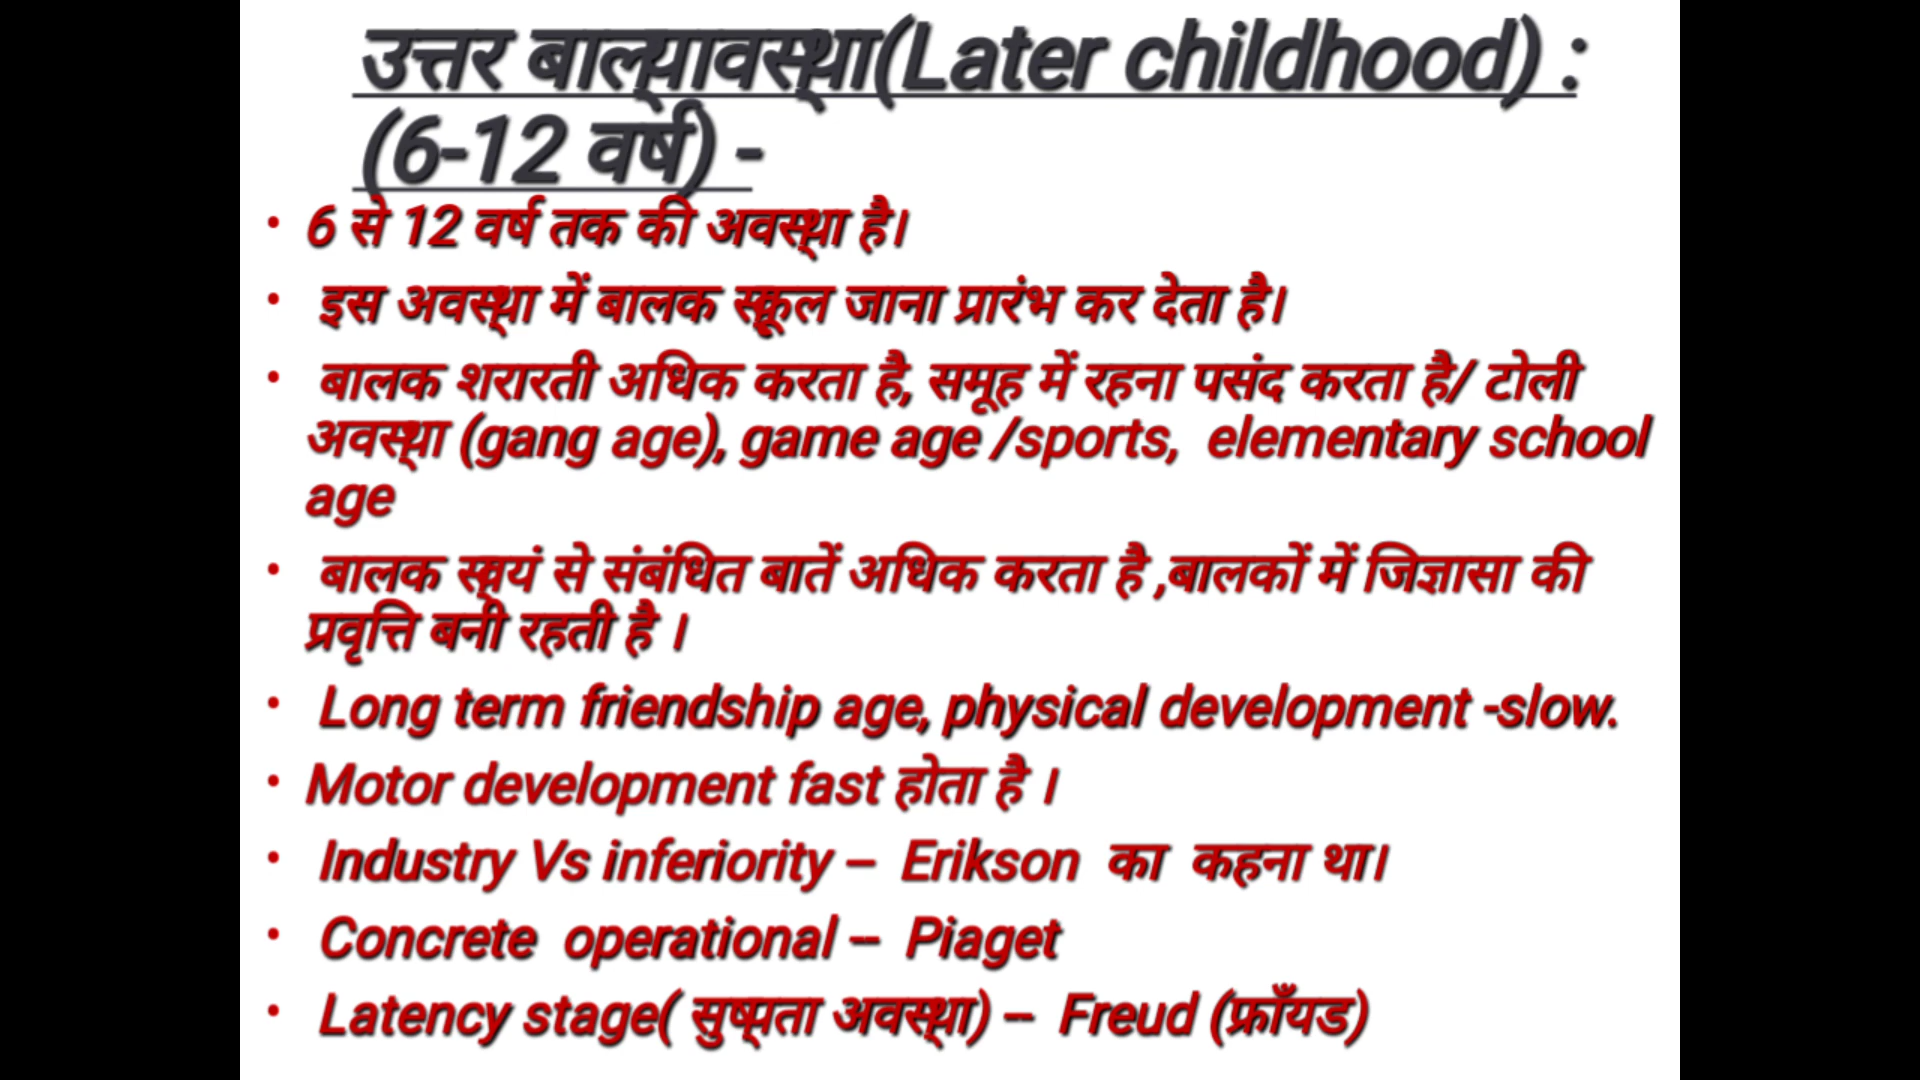 उत्तर बाल्यावस्था(Later childhood) :
(6-12 वर्ष) -
• 6 से 12 वर्ष तक की अवस्था है।
• इस अवस्था में बालक स्कूल जाना प्रारंभ कर देता है।
• बालक शरारती अधिक करता है, समूह में रहना पसंद करता है/ टोली
अवस्था (gang age), game age /sports, elementary school
age
• बालक स्वयं से संबंधित बातें अधिक करता है ,बालकों में जिज्ञासा की
प्रवृत्ति बनी रहती है ।
• Long term friendship age, physical development -slow.
• Motor development fast होता है ।
• Industry Vs inferiority – Erikson का कहना था।
• Concrete operational -- Piaget
• Latency stage( सुष्मता अवस्था) – Freud (फ्रॉंयड)